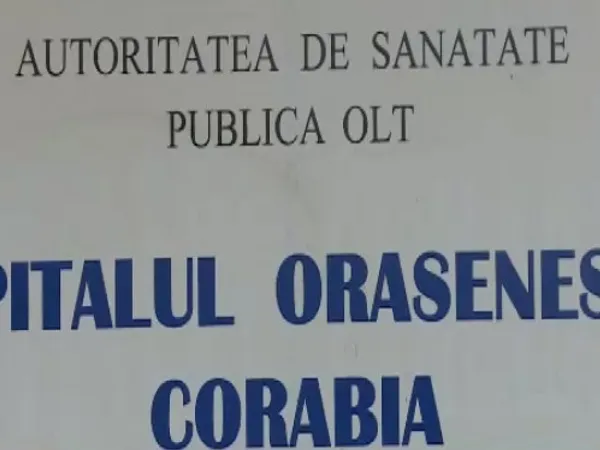 AUTORITATEA DE SANATATE
PUBLICA OLT
PITALUL ORASENES
CORABIA